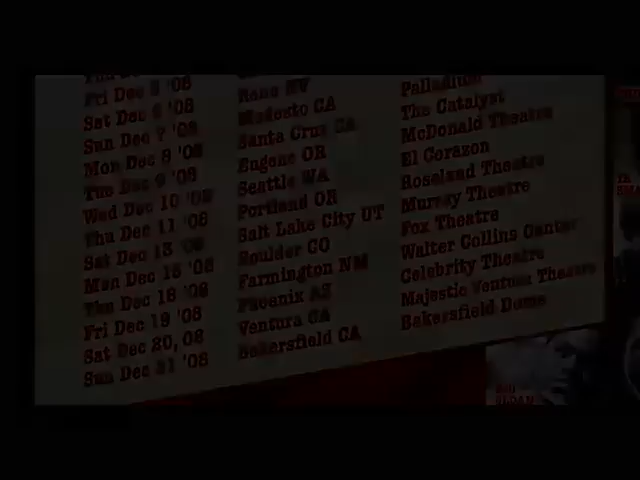 Fri Dec 5 '08
Sat Dec 6 '08 Reno NV
Sun Dec 7 '08 Modesto CA Palladium
Mon Dec 8 '08 Santa Cruz CA The Catalyst
Tue Dec 9 '08 Eugene OR McDonald Theatre
Wed Dec 10 '08 Seattle WA El Corazon
Thu Dec 11 '08 Portland OR Roseland Theatre
Sat Dec 13 '08 Salt Lake City UT Murray Theatre
Mon Dec 15 '08 Boulder CO Fox Theatre
Thu Dec 18 '08 Farmington NM Walter Collins Center
Fri Dec 19 '08 Phoenix AZ Celebrity Theatre
Sat Dec 20, 08 Ventura CA Majestic Ventura Theatre
Sun Dec 21 '08 Bakersfield CA Bakersfield Dome
SLOAN